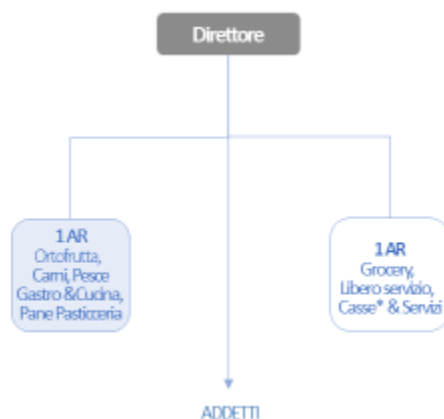 Direttore
1 AR
Ortofrutta,
Carni, Pesce
Gastro &Cucina,
Pane Pasticceria
1 AR
Grocery,
Libero servizio,
Casse* & Servizi
ADDETTI